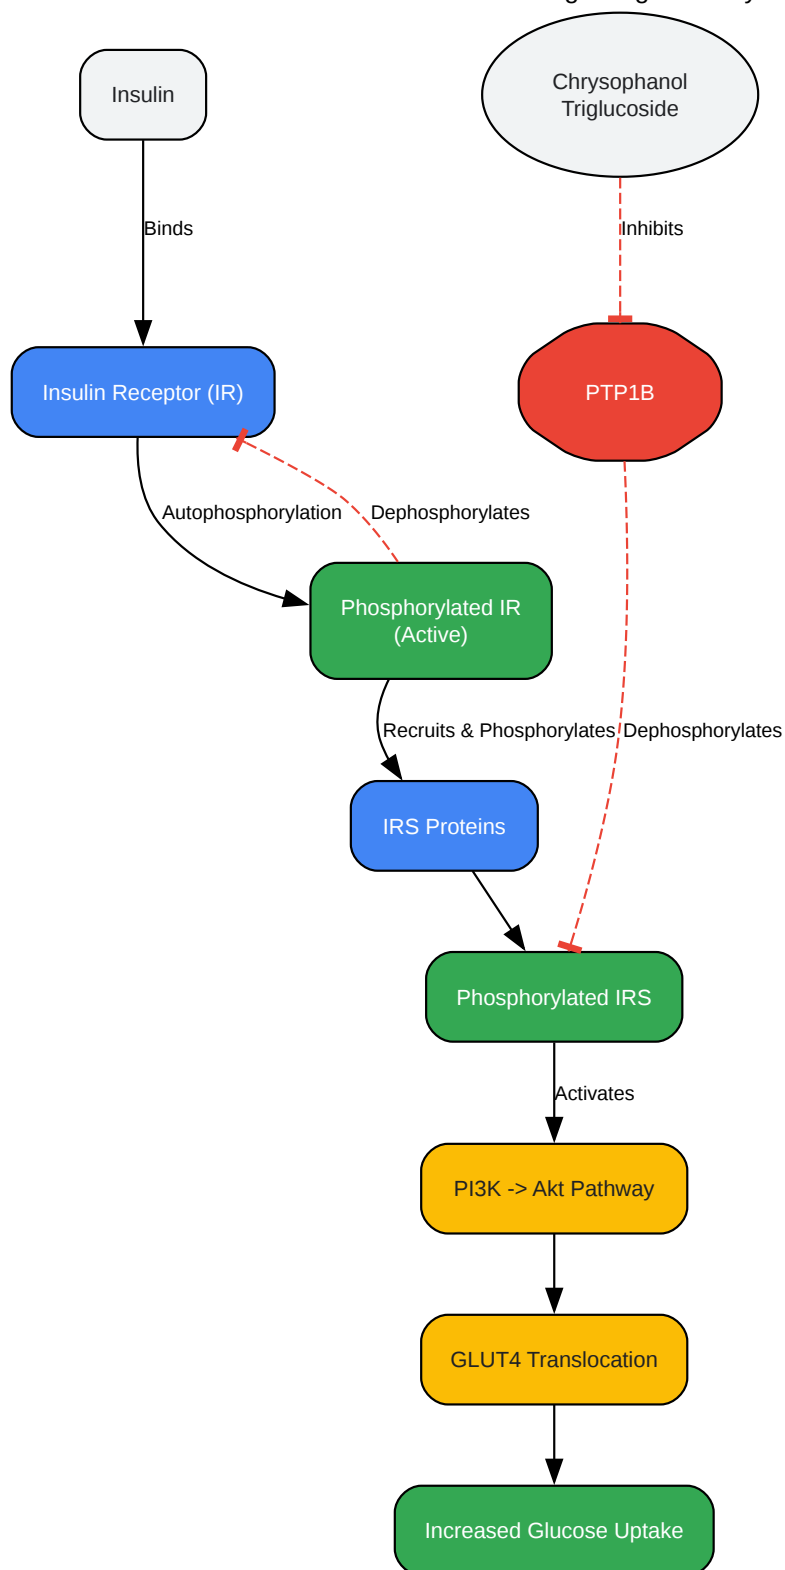 Insulin
Chrysophanol
Triglucoside
Binds
Inhibits
Insulin Receptor (IR)
PTP1B
Autophosphorylation
Dephosphorylates
Phosphorylated IR
(Active)
Recruits & Phosphorylates
Dephosphorylates
IRS Proteins
Phosphorylated IRS
Activates
PI3K -> Akt Pathway
GLUT4 Translocation
Increased Glucose Uptake